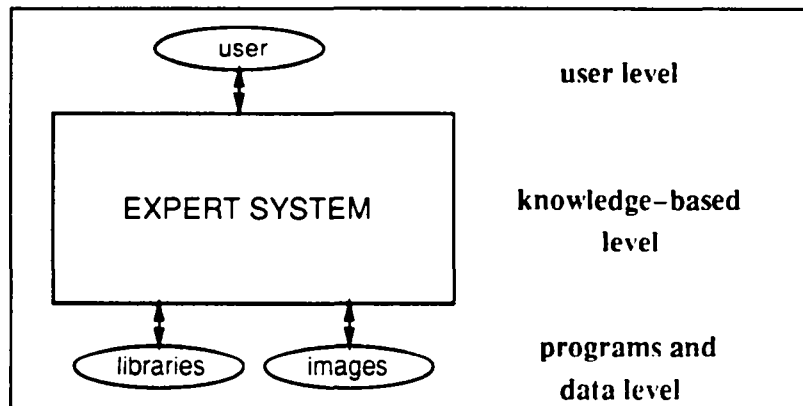 user
user level
EXPERT SYSTEM
knowledge-based
level
libraries
images
programs and
data level